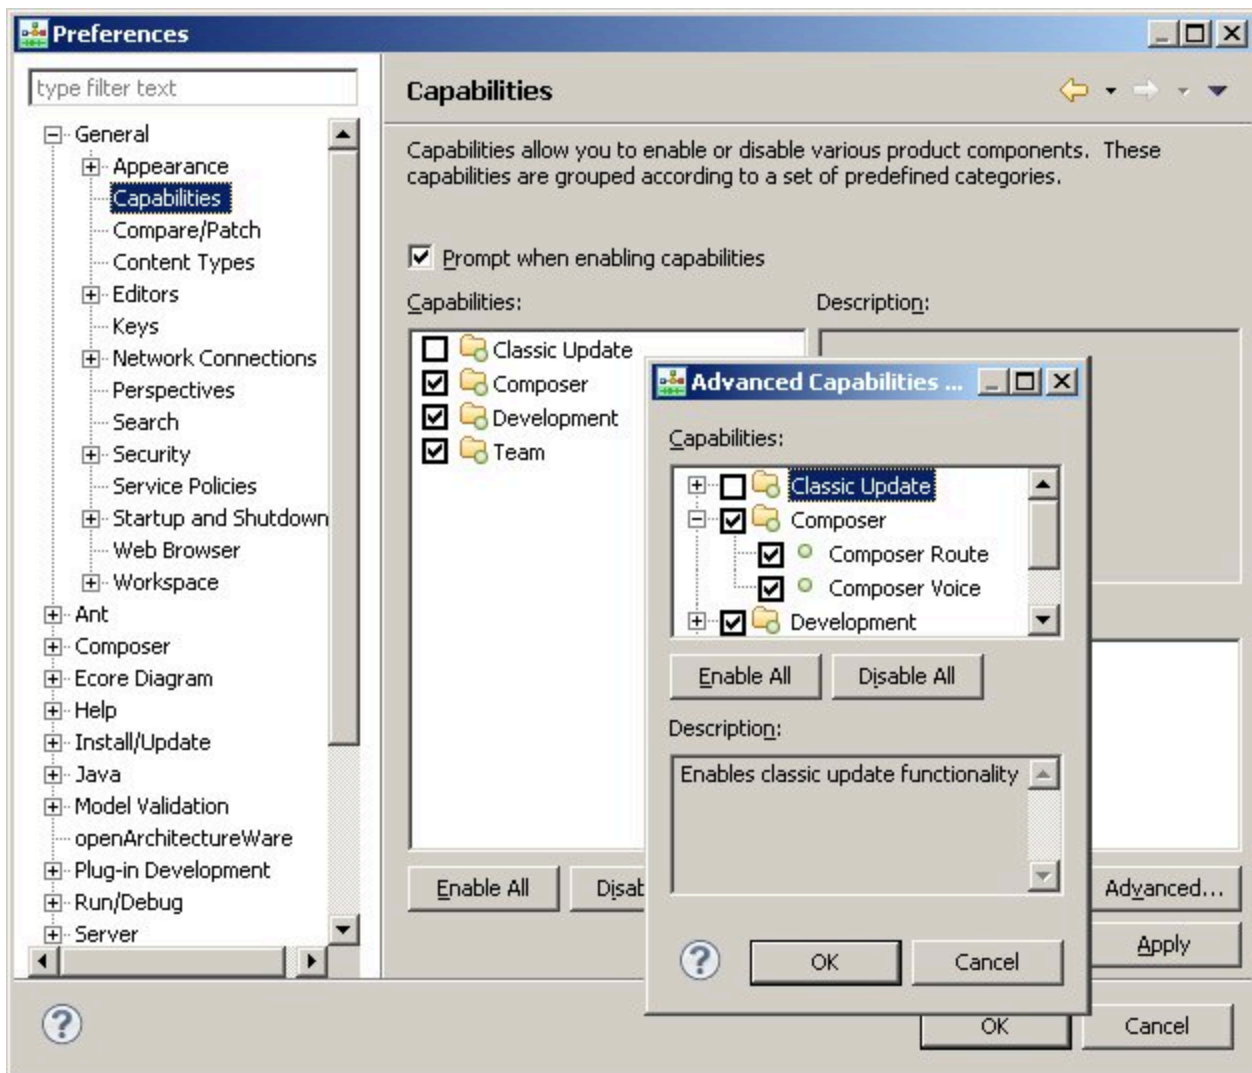 Preferences
type filter text
General
Appearance
Capabilities
Compare/Patch
Content Types
Editors
Keys
Network Connections
Perspectives
Search
Security
Service Policies
Startup and Shutdown
Web Browser
Workspace
Ant
Composer
Ecore Diagram
Help
Install/Update
Java
Model Validation
openArchitectureWare
Plug-in Development
Run/Debug
Server
Capabilities
Capabilities allow you to enable or disable various product components. These
capabilities are grouped according to a set of predefined categories.
Prompt when enabling capabilities
Capabilities:
Classic Update
Composer
Development
Team
Description:
Enable All
Disab
Advanced...
Apply
OK
Cancel
Advanced Capabilities ...
Capabilities:
Classic Update
Composer
Composer Route
Composer Voice
Development
Enable All
Disable All
Description:
Enables classic update functionality
OK
Cancel